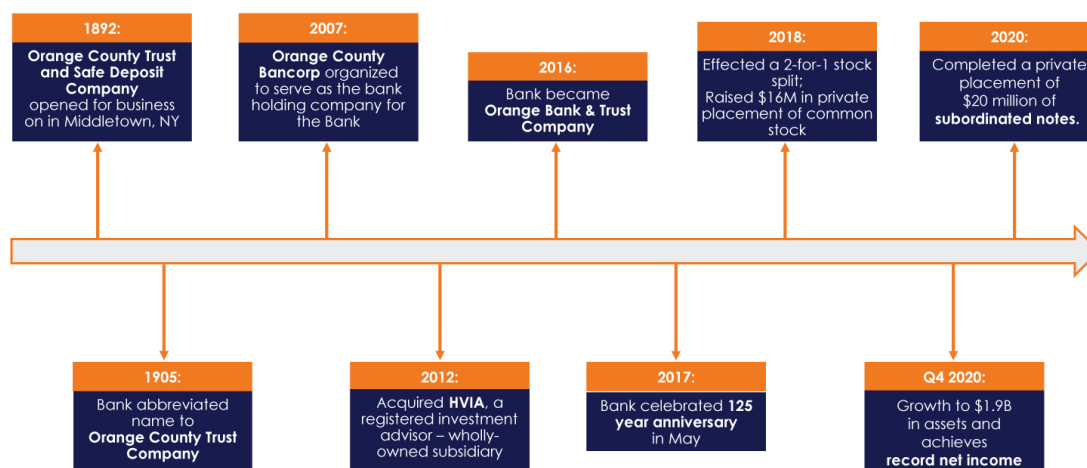 1892:
Orange County Trust
and Safe Deposit
Company
opened for business
on in Middletown, NY
2007:
Orange County
Bancorp organized
to serve as the bank
holding company for
the Bank
2016:
Bank became
Orange Bank & Trust
Company
2018:
Effected a 2-for-1 stock
split;
Raised $16M in private
placement of common
stock
2020:
Completed a private
placement of
$20 million of
subordinated notes.
1905:
Bank abbreviated
name to
Orange County Trust
Company
2012:
Acquired HVIA, a
registered investment
advisor – wholly-
owned subsidiary
2017:
Bank celebrated 125
year anniversary
in May
Q4 2020:
Growth to $1.9B
in assets and
achieves
record net income